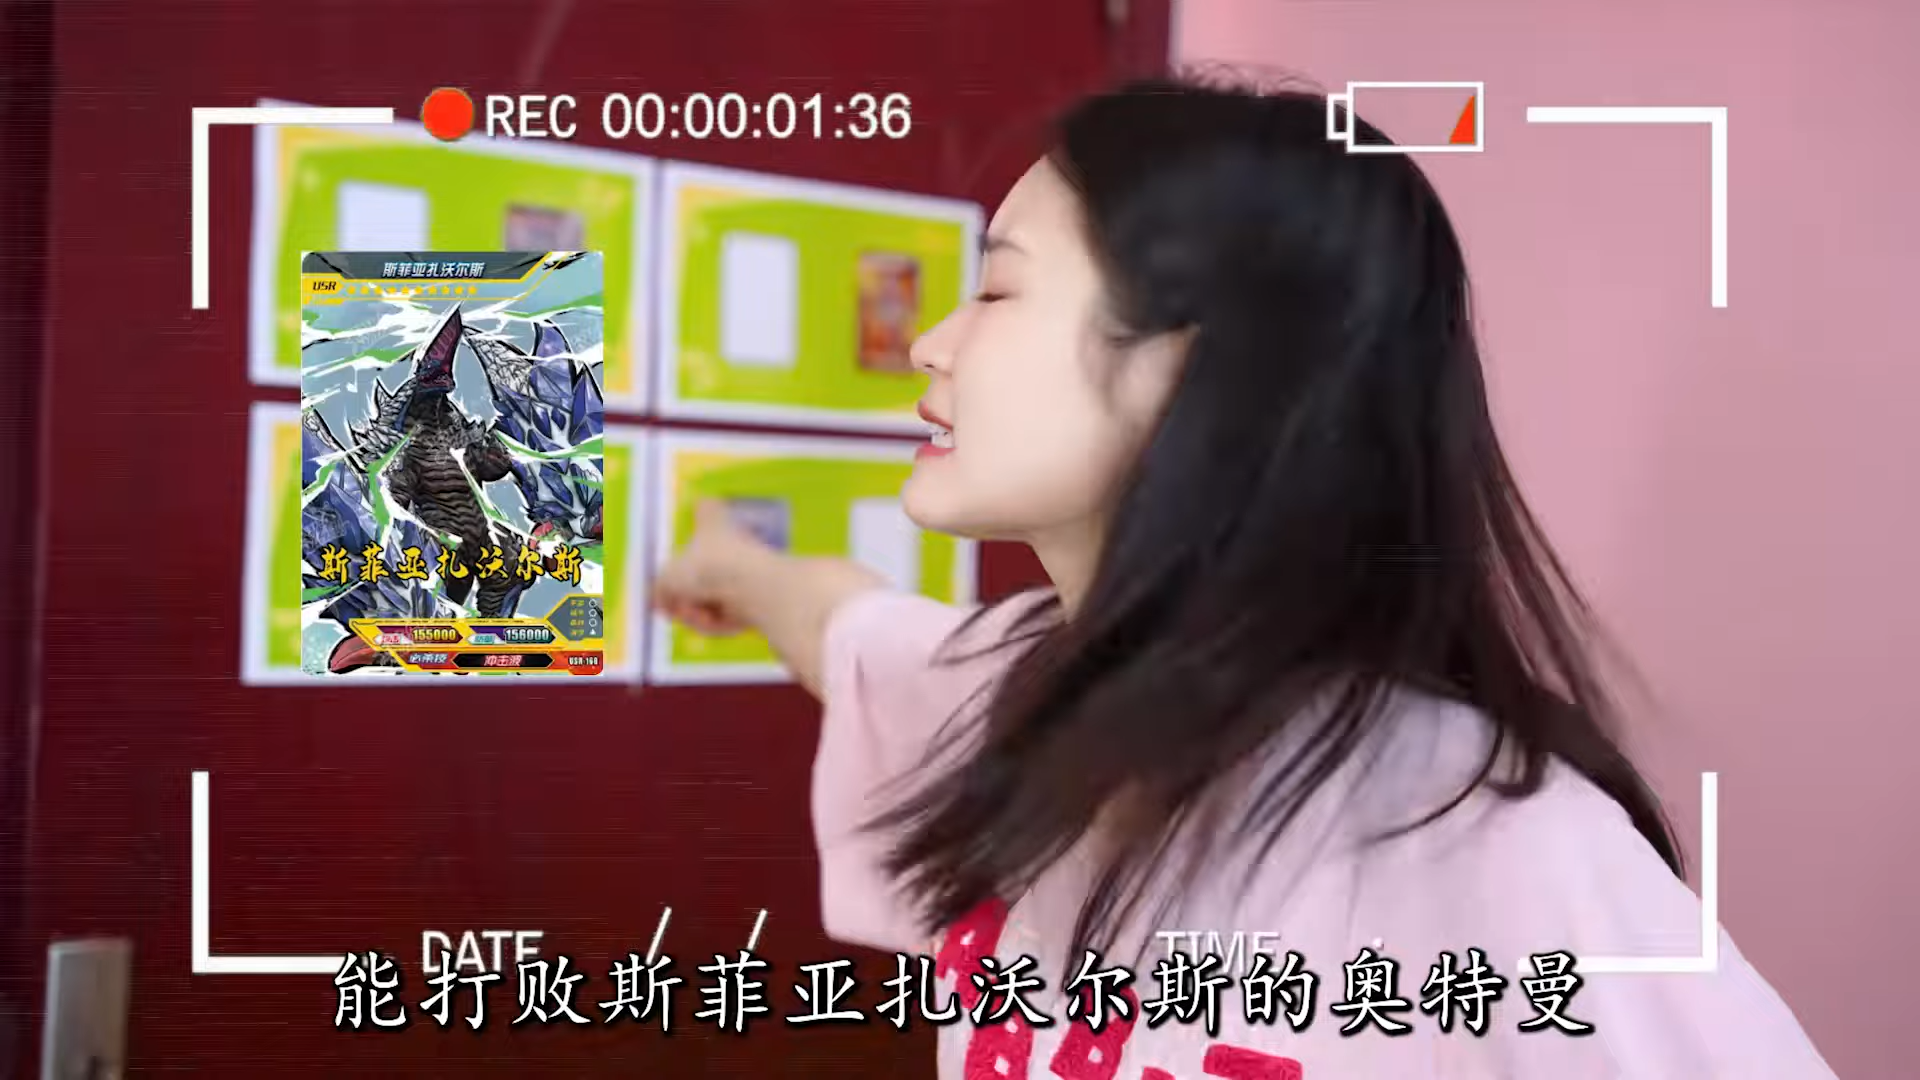 REC 00:00:01:36
斯菲亚扎沃尔斯
USR
斯菲亚扎沃尔斯
155000
156000
必杀技 冲击波 USR-160
DATE / / TIME :
能打败斯菲亚扎沃尔斯的奥特曼